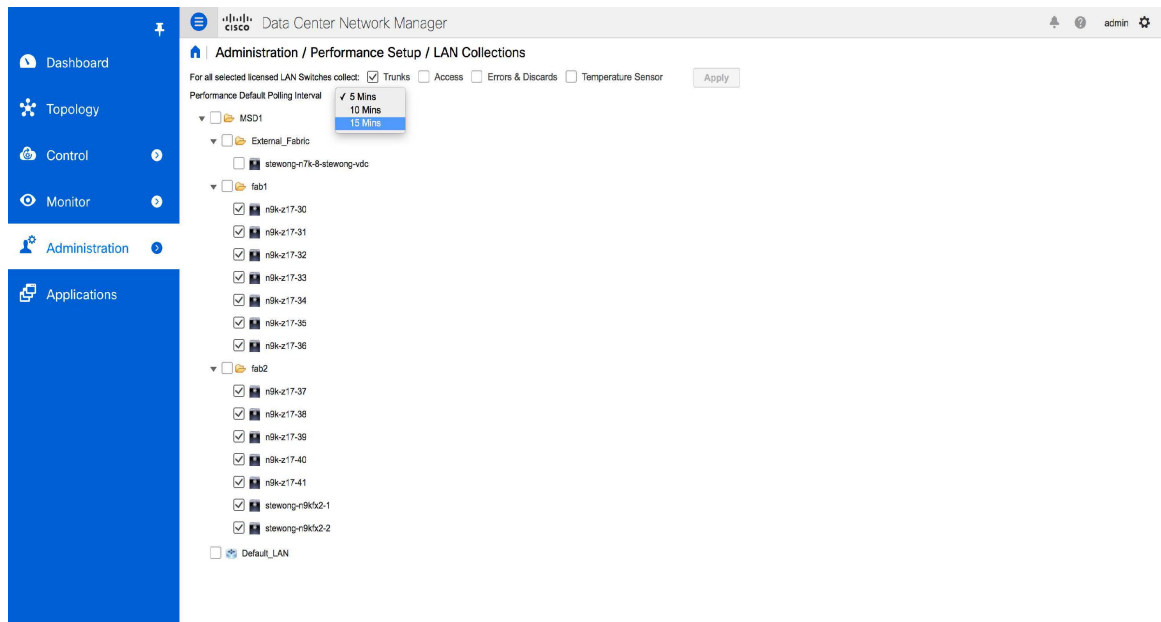 cisco Data Center Network Manager
admin
Administration / Performance Setup / LAN Collections
Dashboard
Topology
Control
Monitor
Administration
Applications
For all selected licensed LAN Switches collect: Trunks Access Errors & Discards Temperature Sensor Apply
Performance Default Polling Interval
5 Mins
10 Mins
15 Mins
MSD1
External_Fabric
stewong-n7k-8-stewong-vdc
fab1
n9k-z17-30
n9k-z17-31
n9k-z17-32
n9k-z17-33
n9k-z17-34
n9k-z17-35
n9k-z17-36
fab2
n9k-z17-37
n9k-z17-38
n9k-z17-39
n9k-z17-40
n9k-z17-41
stewong-n9kfx2-1
stewong-n9kfx2-2
Default_LAN